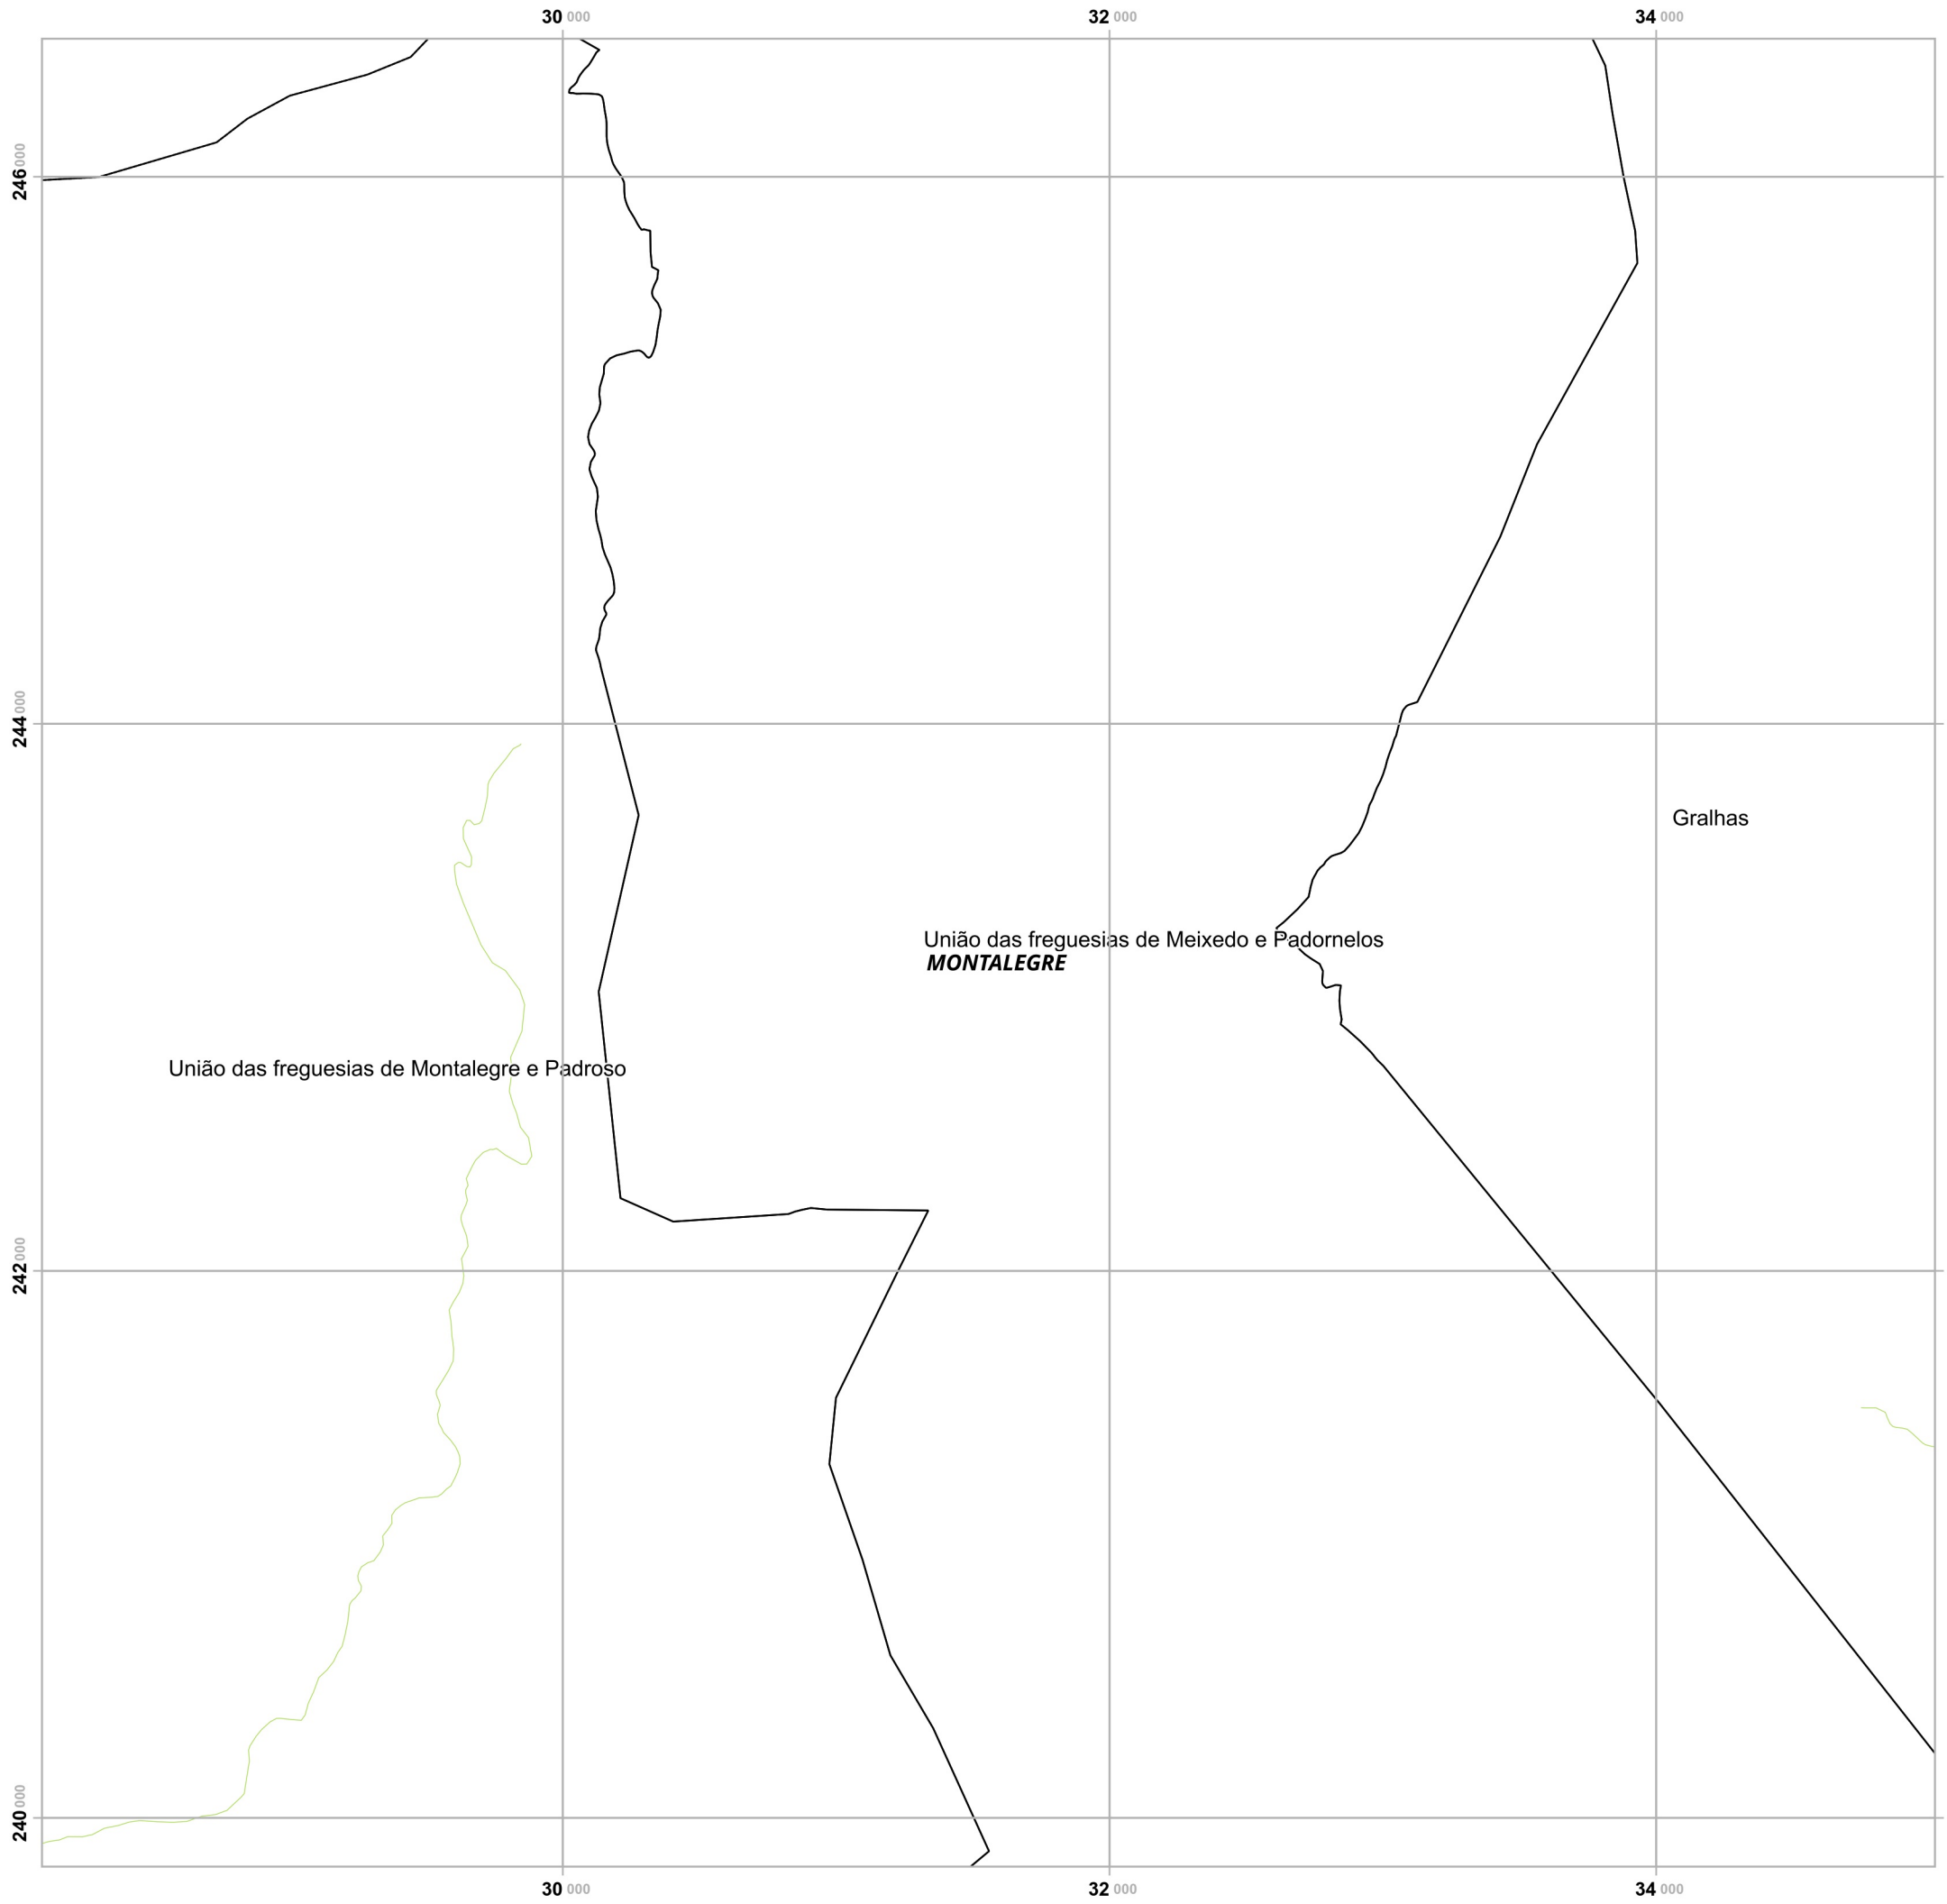 30 000 32 000 34 000
246 000
244 000
Gralhas
União das freguesias de Meixedo e Padornelos
MONTALEGRE
União das freguesias de Montalegre e Padroso
242 000
240 000
30 000 32 000 34 000